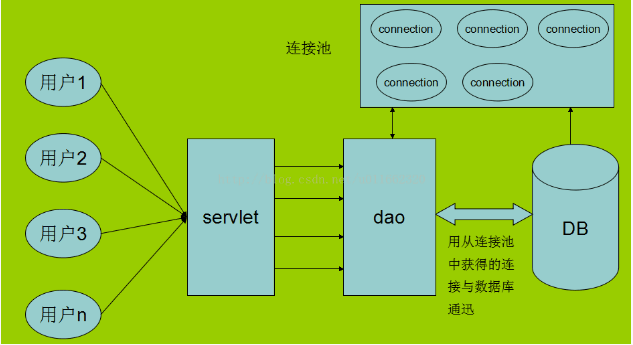 connection
connection
connection
connection
connection
连接池
用户1
用户2
用户3
用户n
servlet
dao
DB
用从连接池
中获得的连
接与数据库
通迅